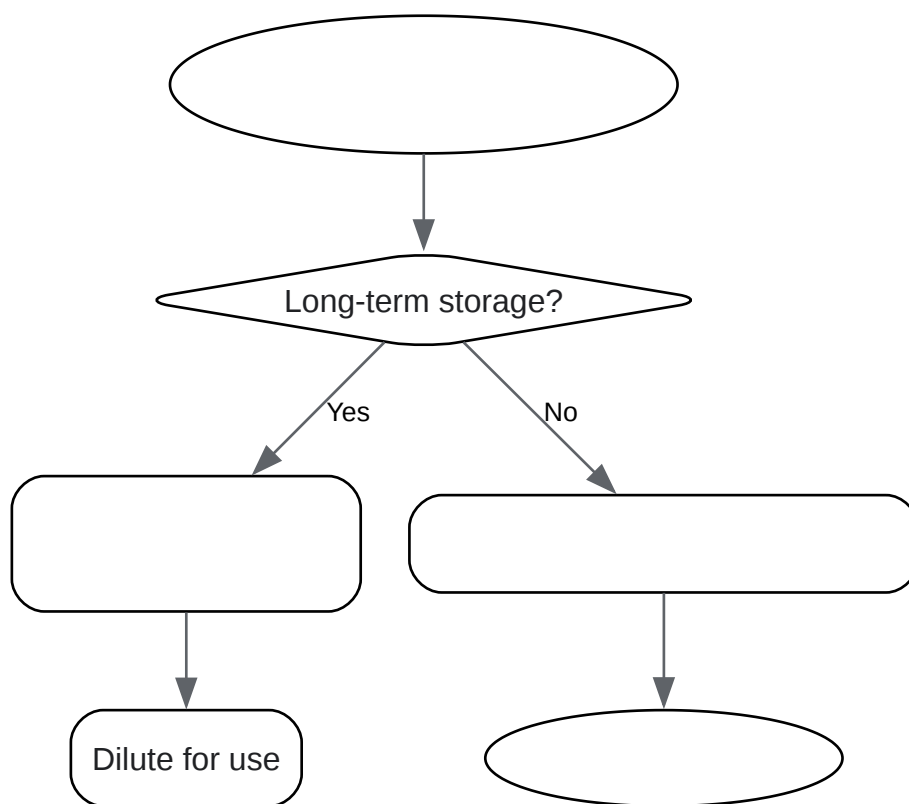 Long-term storage?
Yes
No
Dilute for use